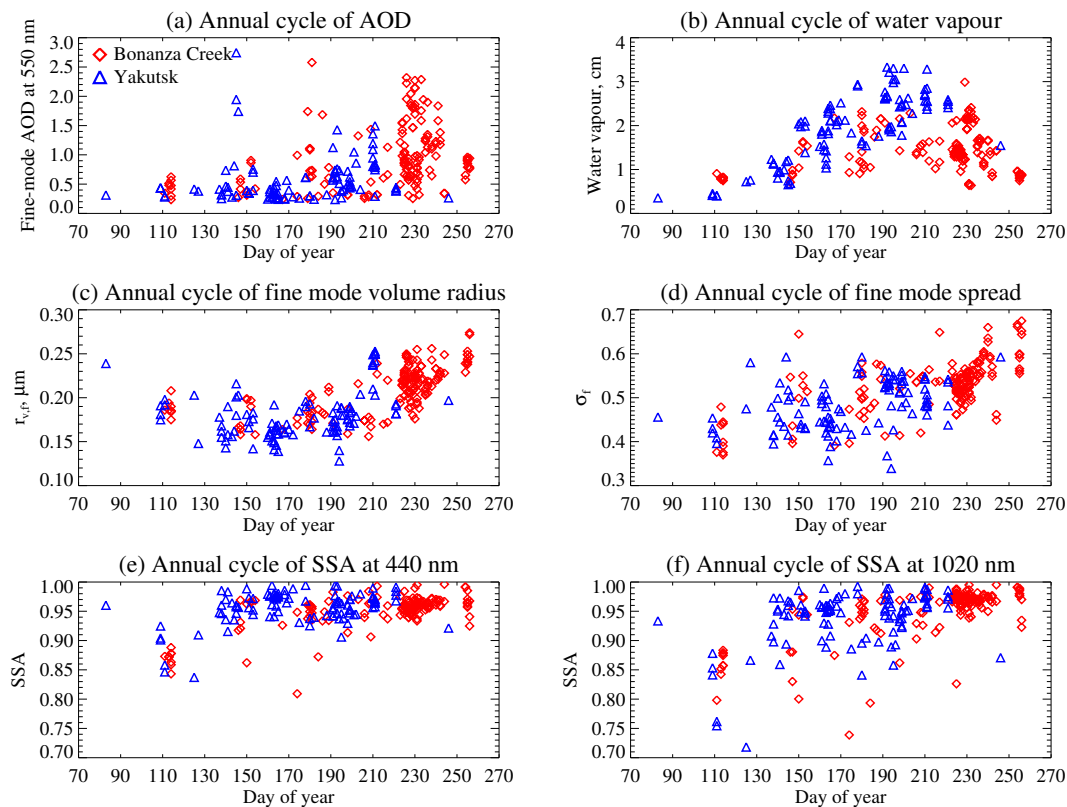 (a) Annual cycle of AOD
Fine-mode AOD at 550 nm
3.0
2.5
2.0
1.5
1.0
0.5
0.0
Bonanza Creek
Yakutsk
70 90 110 130 150 170 190 210 230 250 270
Day of year
(b) Annual cycle of water vapour
Water vapour, cm
4
3
2
1
0
70 90 110 130 150 170 190 210 230 250 270
Day of year
(c) Annual cycle of fine mode volume radius
r_v,f, μm
0.30
0.25
0.20
0.15
0.10
70 90 110 130 150 170 190 210 230 250 270
Day of year
(d) Annual cycle of fine mode spread
σ_f
0.7
0.6
0.5
0.4
0.3
70 90 110 130 150 170 190 210 230 250 270
Day of year
(e) Annual cycle of SSA at 440 nm
SSA
1.00
0.95
0.90
0.85
0.80
0.75
0.70
70 90 110 130 150 170 190 210 230 250 270
Day of year
(f) Annual cycle of SSA at 1020 nm
SSA
1.00
0.95
0.90
0.85
0.80
0.75
0.70
70 90 110 130 150 170 190 210 230 250 270
Day of year